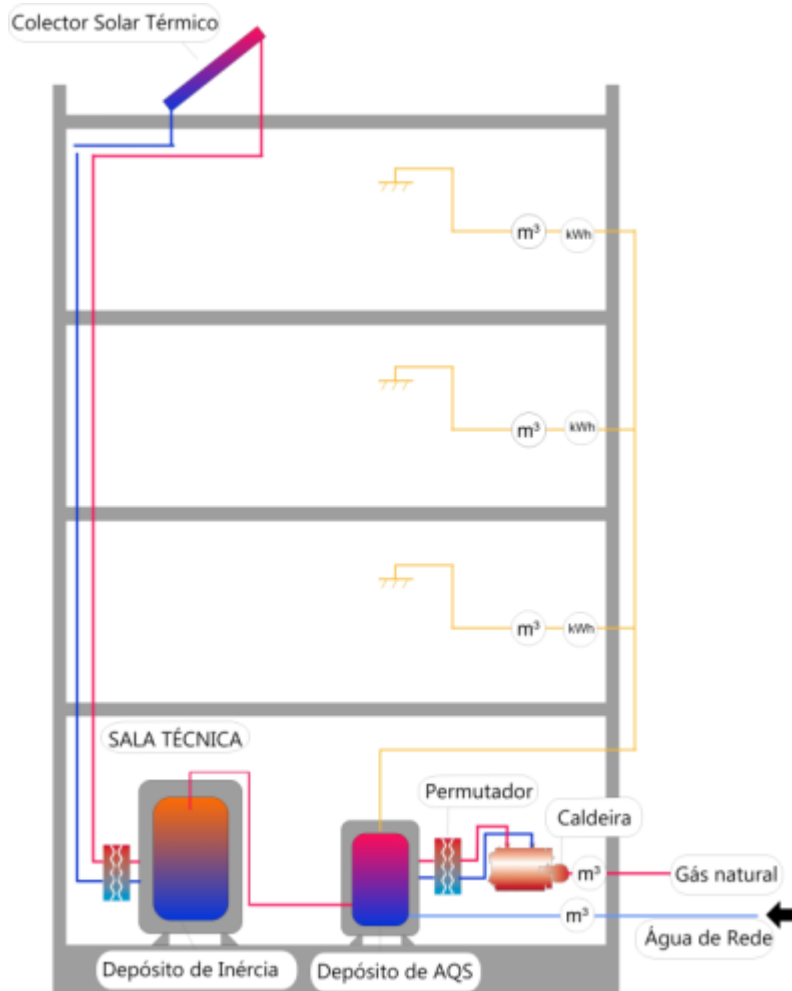 Colector Solar Térmico
m³
kWh
m³
kWh
m³
kWh
SALA TÉCNICA
Permutador
Caldeira
m³
Gás natural
m³
Água de Rede
Depósito de Inércia
Depósito de AQS